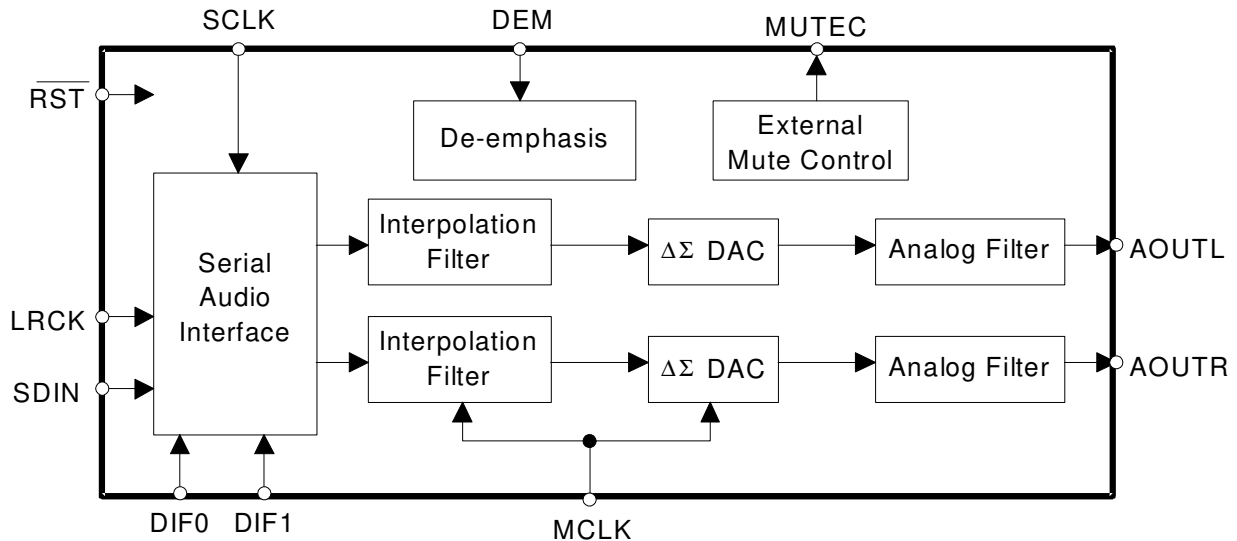 SCLK
DEM
MUTEC
RST
De-emphasis
External
Mute Control
Serial
Audio
Interface
Interpolation
Filter
ΔΣ DAC
Analog Filter
AOUTL
LRCK
Interpolation
Filter
ΔΣ DAC
Analog Filter
AOUTR
SDIN
DIF0
DIF1
MCLK